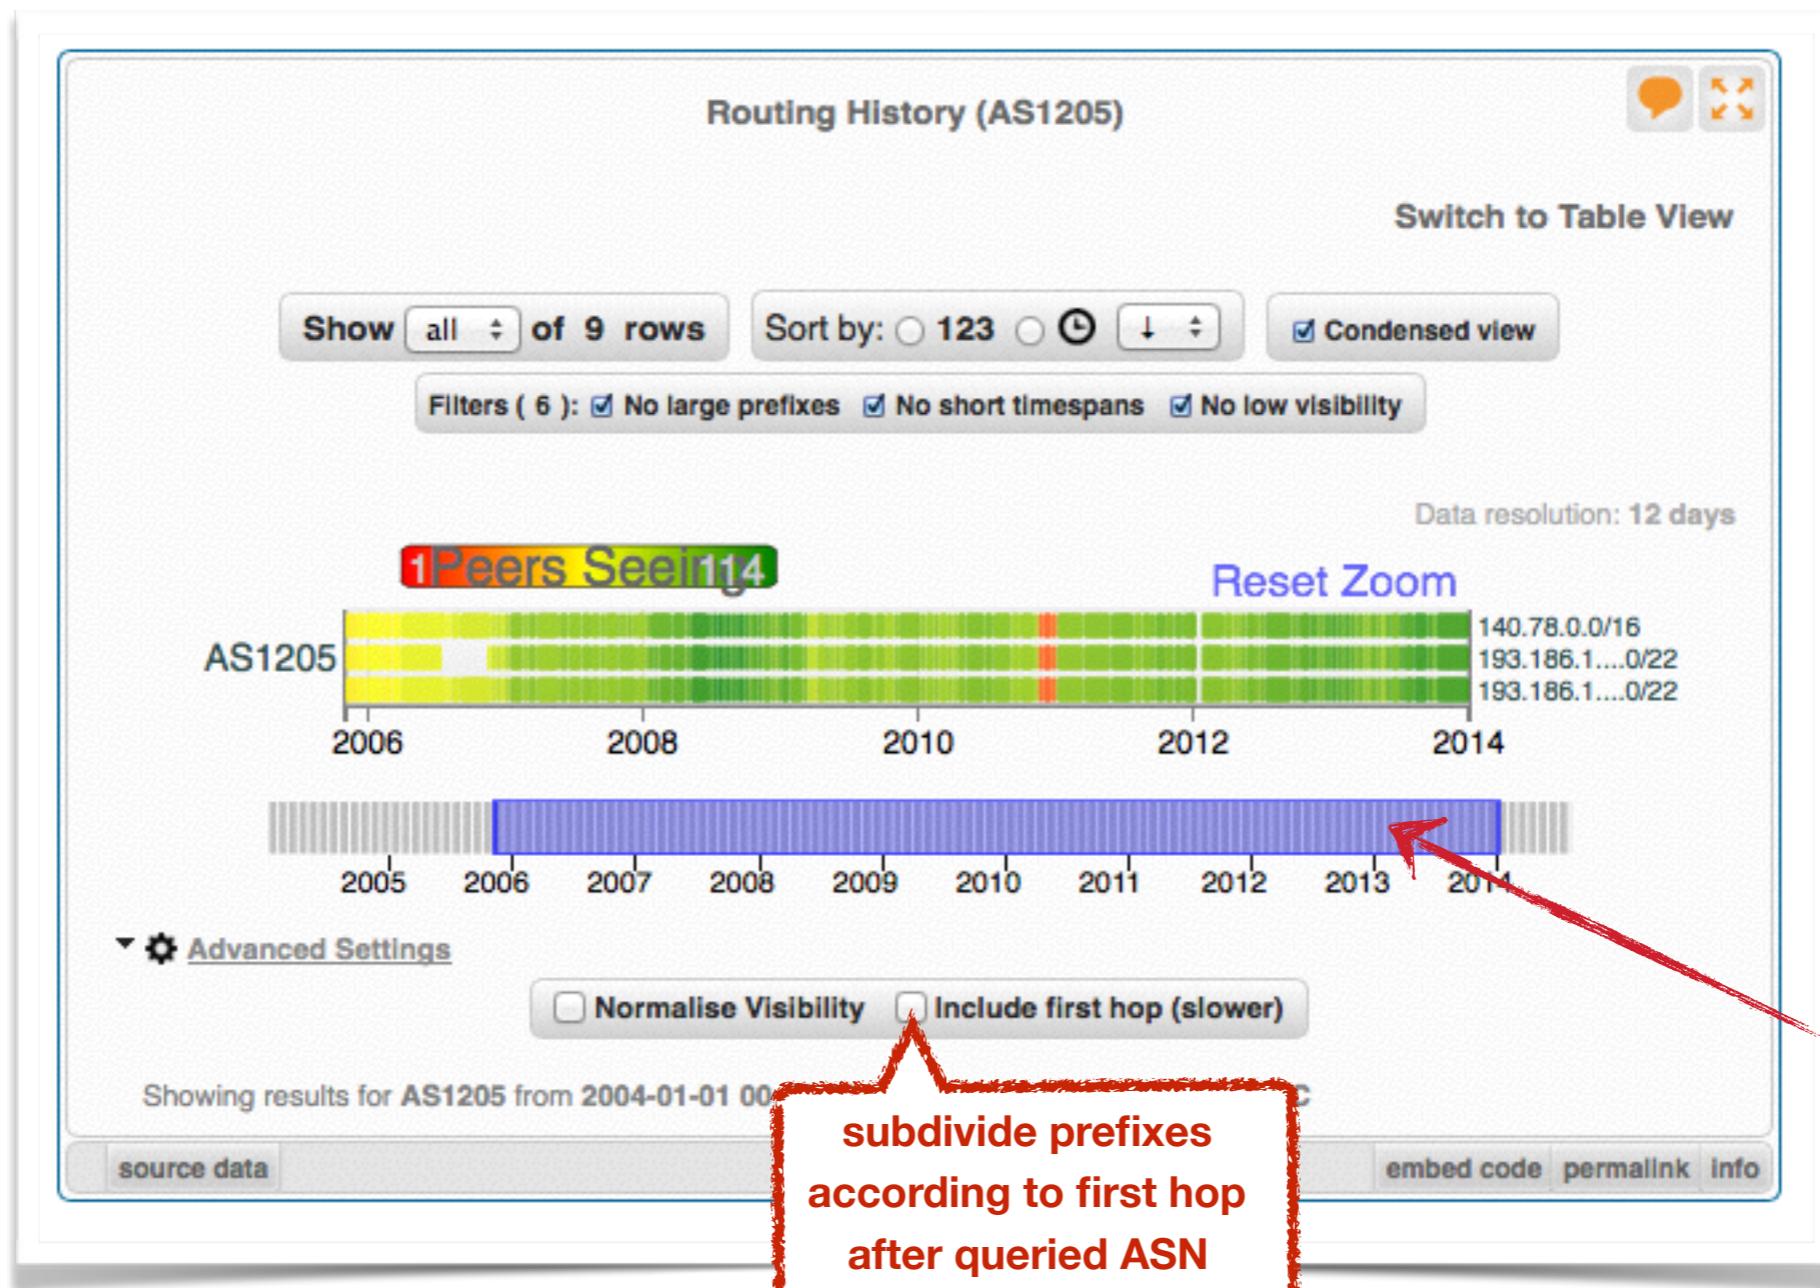 Routing History (AS1205)
Switch to Table View
Show all of 9 rows Sort by: 123 ↓ Condensed view
Filters ( 6 ): No large prefixes No short timespans No low visibility
Data resolution: 12 days
1 Peers Seeing 114
Reset Zoom
140.78.0.0/16
AS1205 193.186.1....0/22
193.186.1....0/22
2006 2008 2010 2012 2014
2005 2006 2007 2008 2009 2010 2011 2012 2013 2014
Advanced Settings
Normalise Visibility Include first hop (slower)
Showing results for AS1205 from 2004-01-01 00 C
subdivide prefixes
according to first hop
after queried ASN
source data embed code permalink info